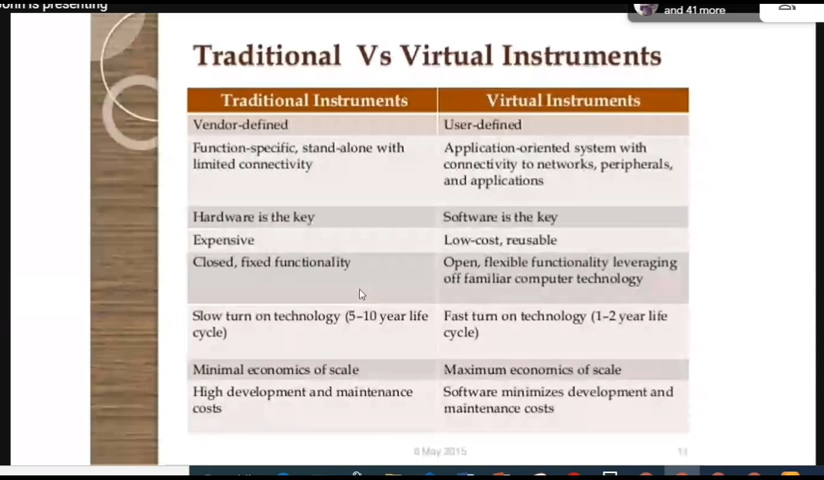 is presenting
and 41 more
Traditional Vs Virtual Instruments
Traditional Instruments
Virtual Instruments
Vendor-defined
User-defined
Function-specific, stand-alone with
limited connectivity
Application-oriented system with
connectivity to networks, peripherals,
and applications
Hardware is the key
Software is the key
Expensive
Low-cost, reusable
Closed, fixed functionality
Open, flexible functionality leveraging
off familiar computer technology
Slow turn on technology (5–10 year life
cycle)
Fast turn on technology (1–2 year life
cycle)
Minimal economics of scale
Maximum economics of scale
High development and maintenance
costs
Software minimizes development and
maintenance costs
May 2015